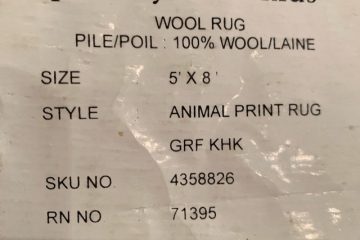 WOOL RUG
PILE/POIL : 100% WOOL/LAINE
SIZE 5' X 8'
STYLE ANIMAL PRINT RUG
GRF KHK
SKU NO. 4358826
RN NO 71395